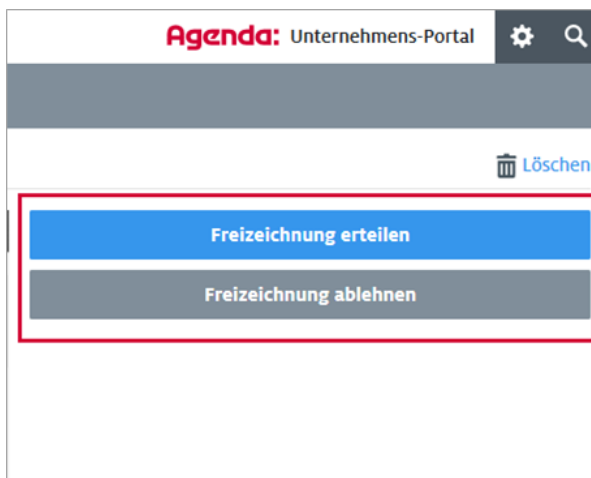 Agenda: Unternehmens-Portal
Löschen
Freizeichnung erteilen
Freizeichnung ablehnen